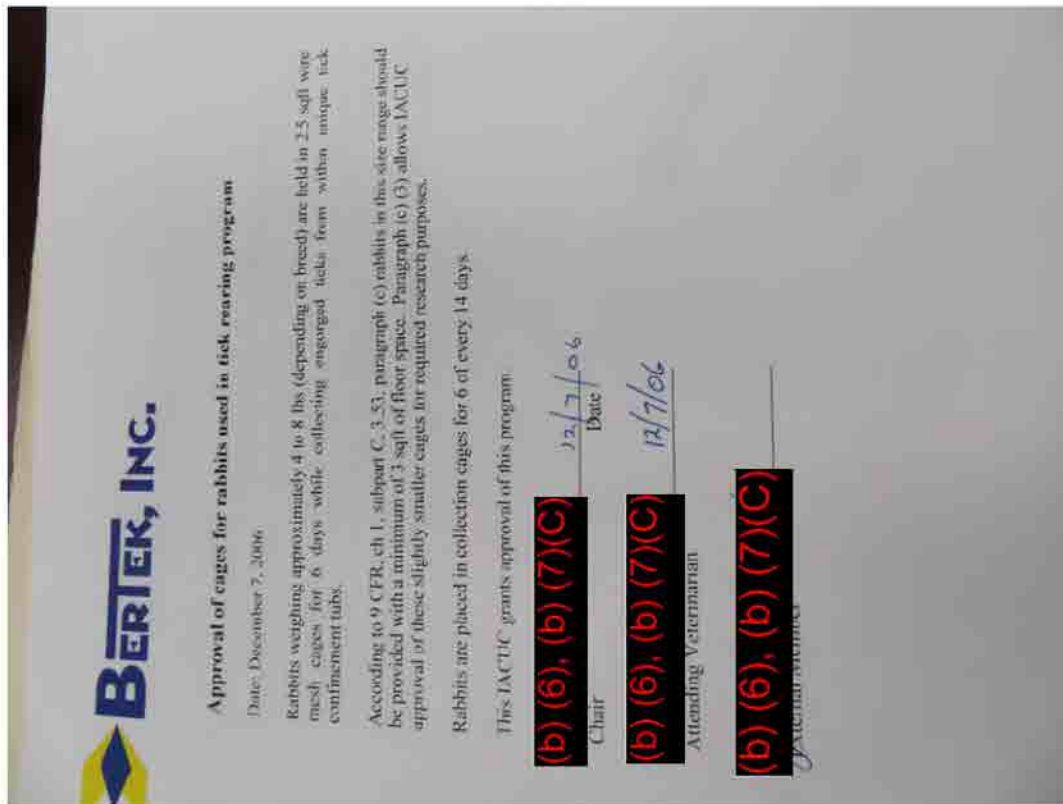 BERTEK, INC.
Approval of cages for rabbits used in tick rearing program
Date: December 7, 2006
Rabbits weighing approximately 4 to 8 lbs (depending on breed) are held in 2.5 sqft wire
mesh cages for 6 days while collecting engorged ticks from within unique tick
confinement tubs.
According to 9 CFR, ch 1, subpart C, 3.53, paragraph (c) rabbits in this size range should
be provided with a minimum of 3 sqft of floor space. Paragraph (c) (3) allows IACUC
approval of these slightly smaller cages for required research purposes.
Rabbits are placed in collection cages for 6 of every 14 days.
This IACUC grants approval of this program
(b) (6), (b) (7)(C) 12/7/06
Chair Date
(b) (6), (b) (7)(C) 12/7/06
Attending Veterinarian
(b) (6), (b) (7)(C)
Member